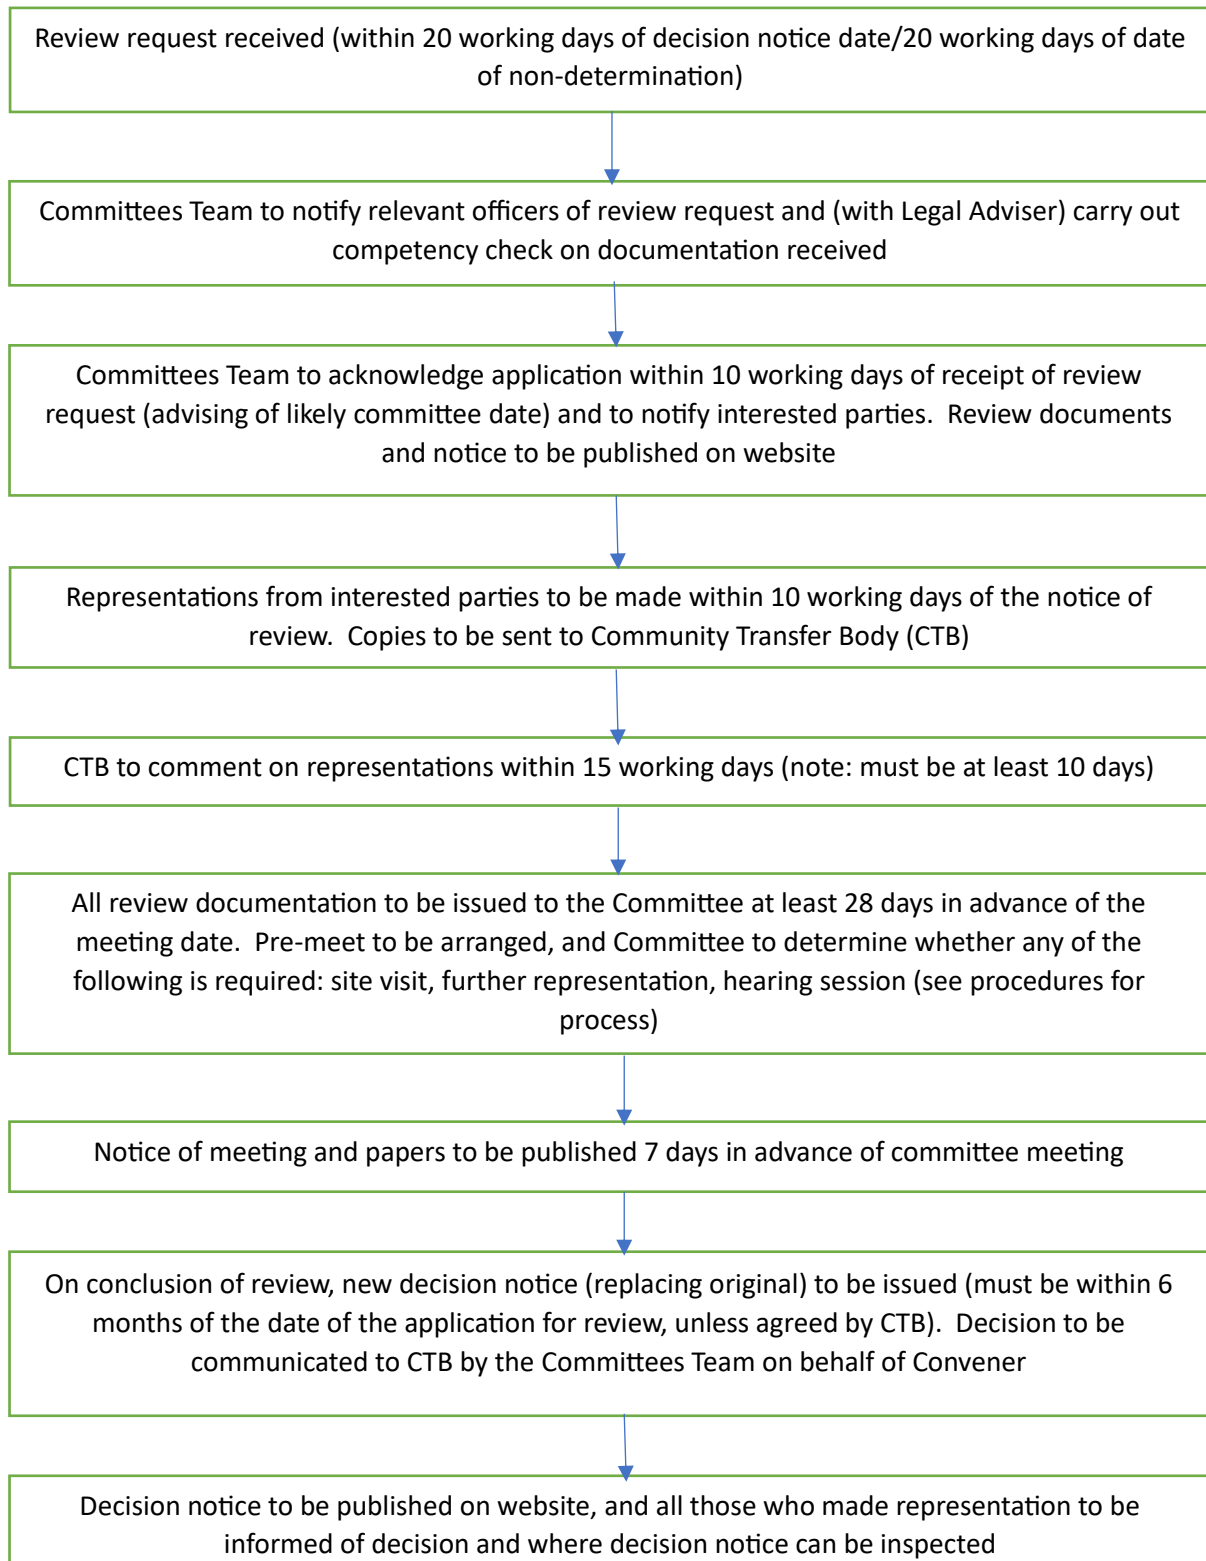 Review request received (within 20 working days of decision notice date/20 working days of date
of non-determination)
Committees Team to notify relevant officers of review request and (with Legal Adviser) carry out
competency check on documentation received
Committees Team to acknowledge application within 10 working days of receipt of review
request (advising of likely committee date) and to notify interested parties.  Review documents
and notice to be published on website
Representations from interested parties to be made within 10 working days of the notice of
review.  Copies to be sent to Community Transfer Body (CTB)
CTB to comment on representations within 15 working days (note: must be at least 10 days)
All review documentation to be issued to the Committee at least 28 days in advance of the
meeting date.  Pre-meet to be arranged, and Committee to determine whether any of the
following is required: site visit, further representation, hearing session (see procedures for
process)
Notice of meeting and papers to be published 7 days in advance of committee meeting
On conclusion of review, new decision notice (replacing original) to be issued (must be within 6
months of the date of the application for review, unless agreed by CTB).  Decision to be
communicated to CTB by the Committees Team on behalf of Convener
Decision notice to be published on website, and all those who made representation to be
informed of decision and where decision notice can be inspected